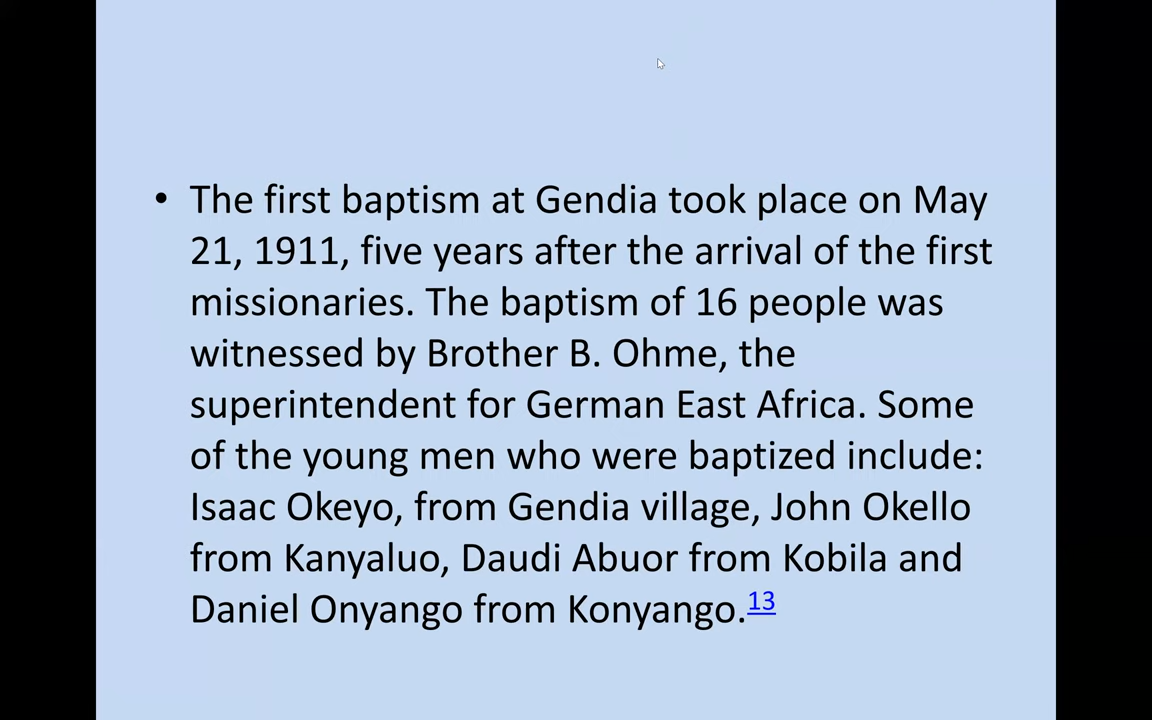 • The first baptism at Gendia took place on May
21, 1911, five years after the arrival of the first
missionaries. The baptism of 16 people was
witnessed by Brother B. Ohme, the
superintendent for German East Africa. Some
of the young men who were baptized include:
Isaac Okeyo, from Gendia village, John Okello
from Kanyaluo, Daudi Abuor from Kobila and
Daniel Onyango from Konyango.13